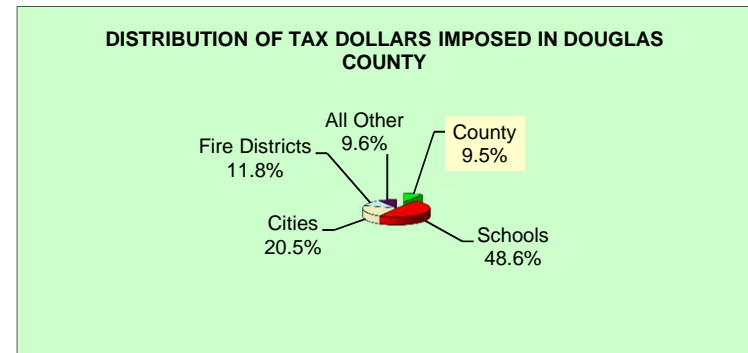 DISTRIBUTION OF TAX DOLLARS IMPOSED IN DOUGLAS
COUNTY
All Other
9.6%
County
9.5%
Fire Districts
11.8%
Cities
20.5%
Schools
48.6%